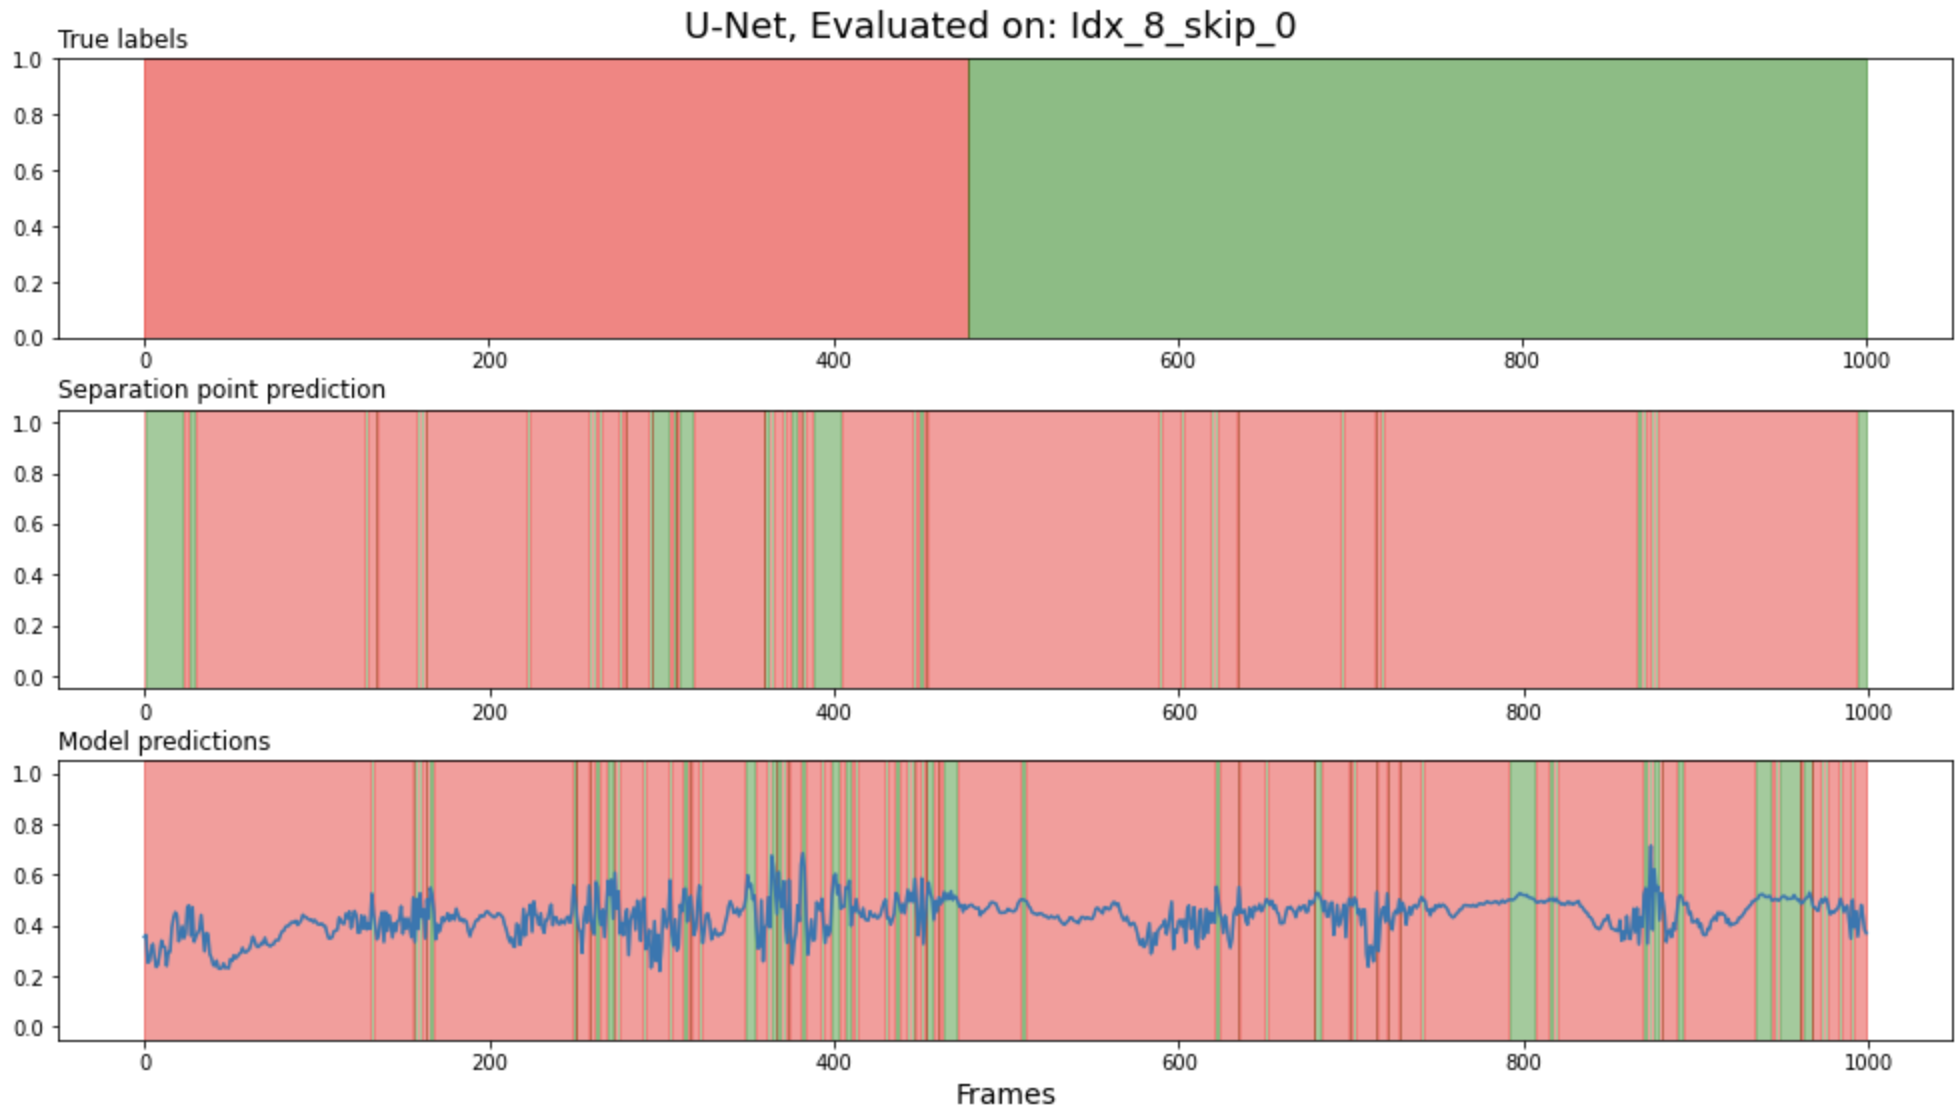 U-Net, Evaluated on: Idx_8_skip_0
True labels
1.0
0.8
0.6
0.4
0.2
0.0
0 200 400 600 800 1000
Separation point prediction
1.0
0.8
0.6
0.4
0.2
0.0
0 200 400 600 800 1000
Model predictions
1.0
0.8
0.6
0.4
0.2
0.0
0 200 400 600 800 1000
Frames